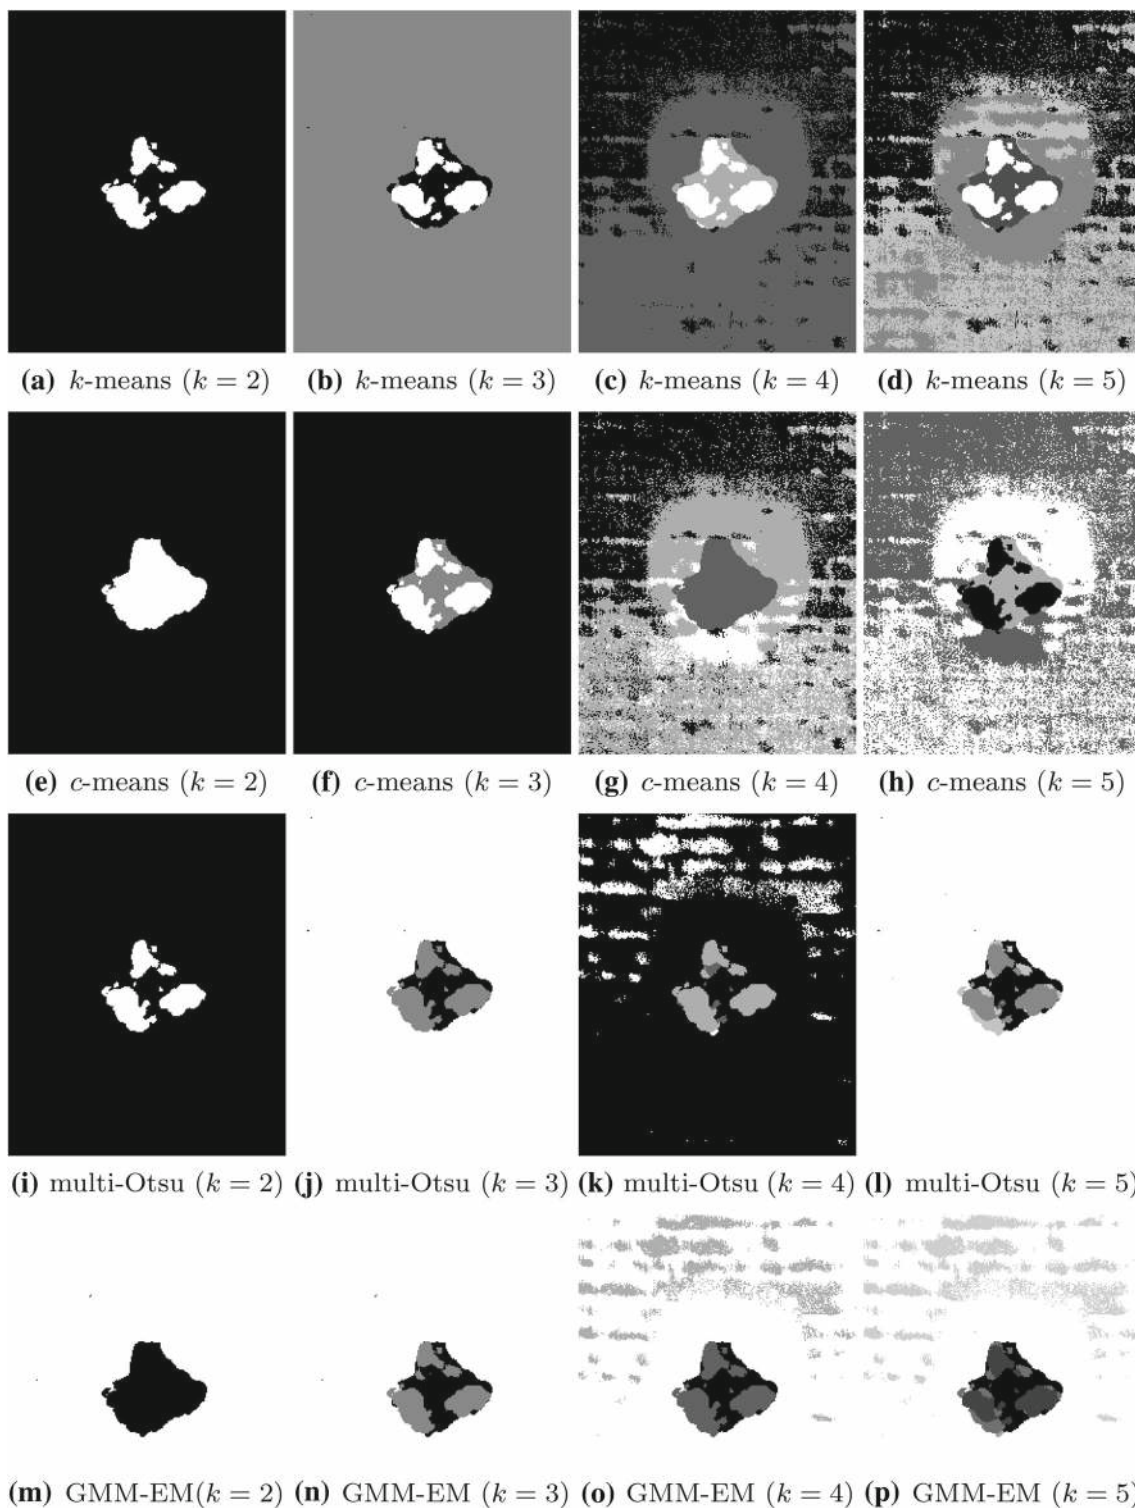 (a) k-means (k = 2) (b) k-means (k = 3) (c) k-means (k = 4) (d) k-means (k = 5)
(e) c-means (k = 2) (f) c-means (k = 3) (g) c-means (k = 4) (h) c-means (k = 5)
(i) multi-Otsu (k = 2) (j) multi-Otsu (k = 3) (k) multi-Otsu (k = 4) (l) multi-Otsu (k = 5)
(m) GMM-EM(k = 2) (n) GMM-EM (k = 3) (o) GMM-EM (k = 4) (p) GMM-EM (k = 5)